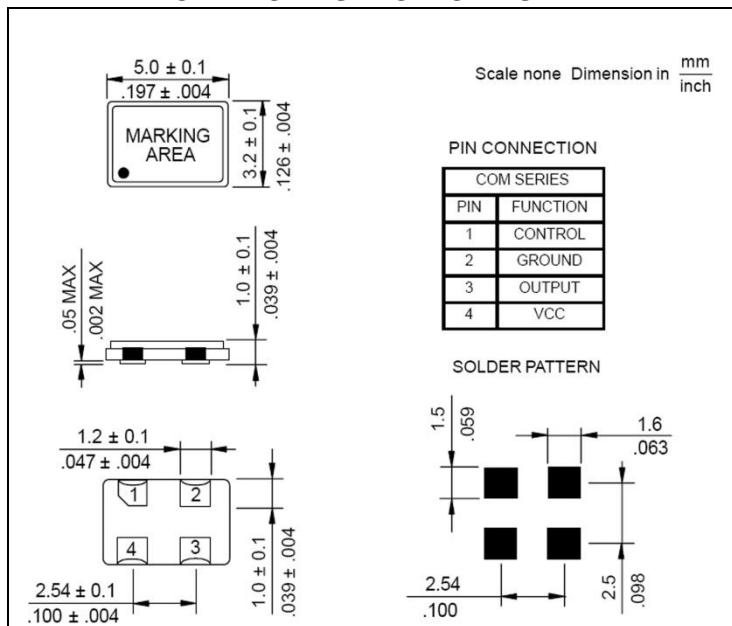 5.0 ± 0.1
.197 ± .004
MARKING
AREA
3.2 ± 0.1
.126 ± .004
Scale none Dimension in mm
inch
PIN CONNECTION
COM SERIES
PIN FUNCTION
1 CONTROL
2 GROUND
3 OUTPUT
4 VCC
.05 MAX
.002 MAX
1.0 ± 0.1
.039 ± .004
SOLDER PATTERN
1.2 ± 0.1
.047 ± .004
1 2
4 3
1.0 ± 0.1
.039 ± .004
2.54 ± 0.1
.100 ± .004
1.5
.059
1.6
.063
2.54
.100
2.5
.098